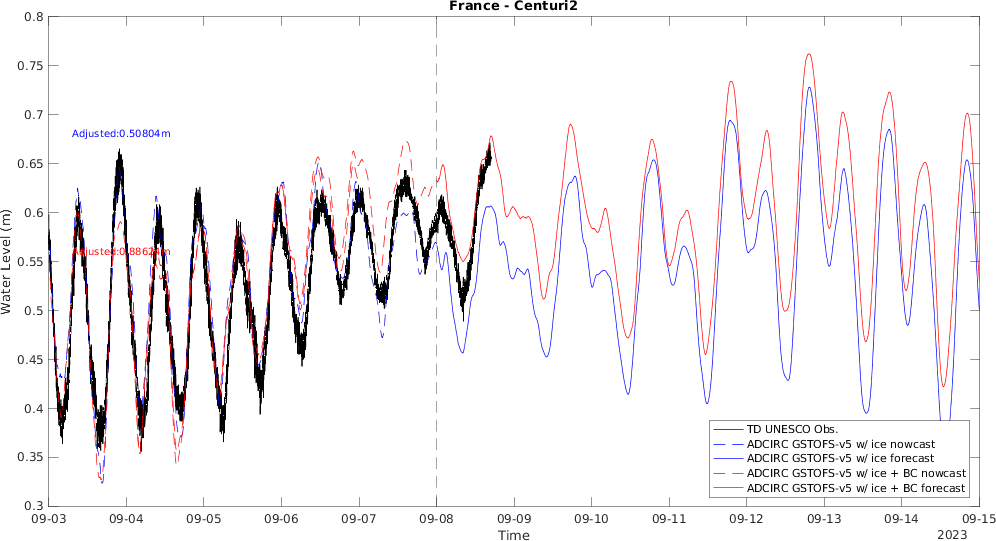 France - Centuri2
0.8
0.75
0.7
0.65
0.6
0.55
0.5
0.45
0.4
0.35
0.3
Water Level (m)
Adjusted:0.50804m
TD UNESCO Obs.
ADCIRC GSTOFS-v5 w/ ice nowcast
ADCIRC GSTOFS-v5 w/ ice forecast
ADCIRC GSTOFS-v5 w/ ice + BC nowcast
ADCIRC GSTOFS-v5 w/ ice + BC forecast
09-03 09-04 09-05 09-06 09-07 09-08 09-09 09-10 09-11 09-12 09-13 09-14 09-15
Time
2023